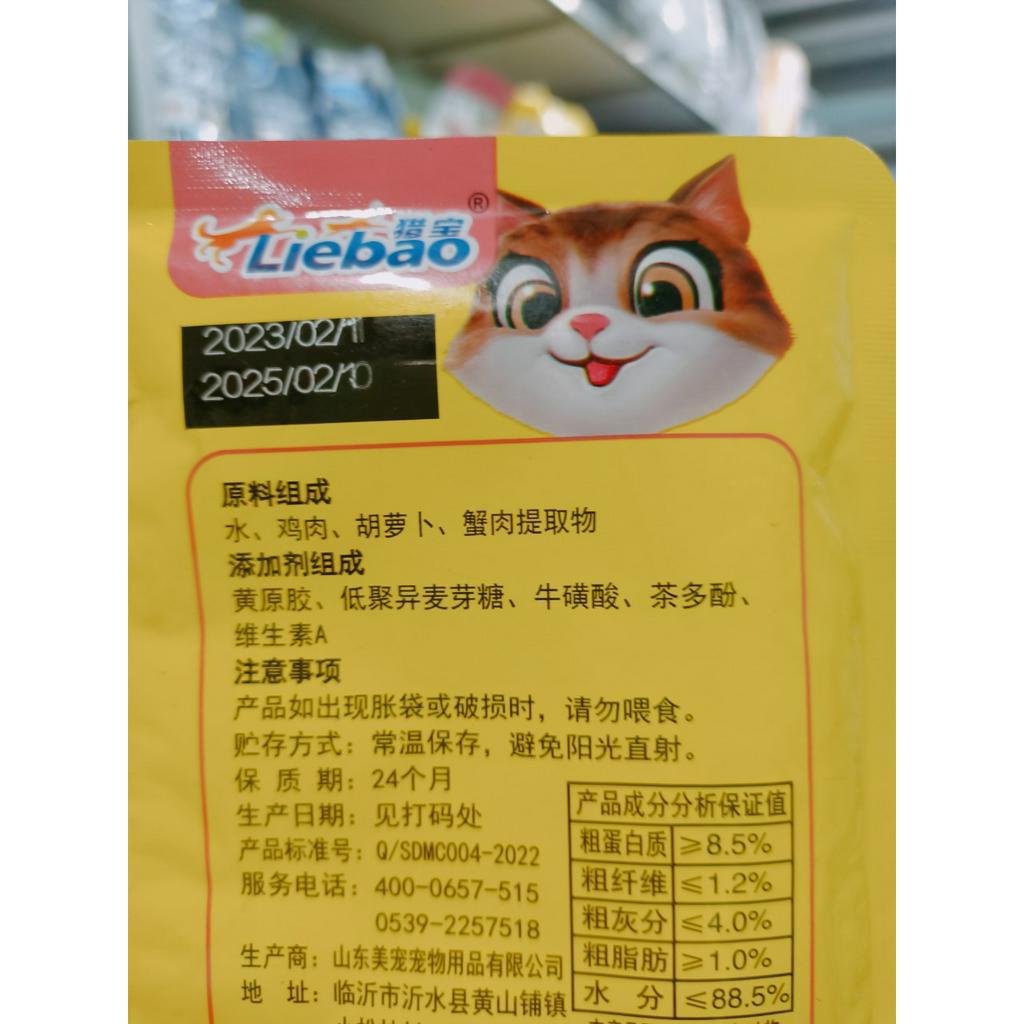 猎宝®
Liebao
2023/02/11
2025/02/10
原料组成
水、鸡肉、胡萝卜、蟹肉提取物
添加剂组成
黄原胶、低聚异麦芽糖、牛磺酸、茶多酚、
维生素A
注意事项
产品如出现胀袋或破损时，请勿喂食。
贮存方式：常温保存，避免阳光直射。
保 质 期：24个月
生产日期：见打码处
产品标准号：Q/SDMC004-2022
服务电话：400-0657-515
0539-2257518
生产商：山东美宠宠物用品有限公司
地 址：临沂市沂水县黄山铺镇
产品成分分析保证值
粗蛋白质 ≥8.5%
粗纤维 ≤1.2%
粗灰分 ≤4.0%
粗脂肪 ≥1.0%
水 分 ≤88.5%